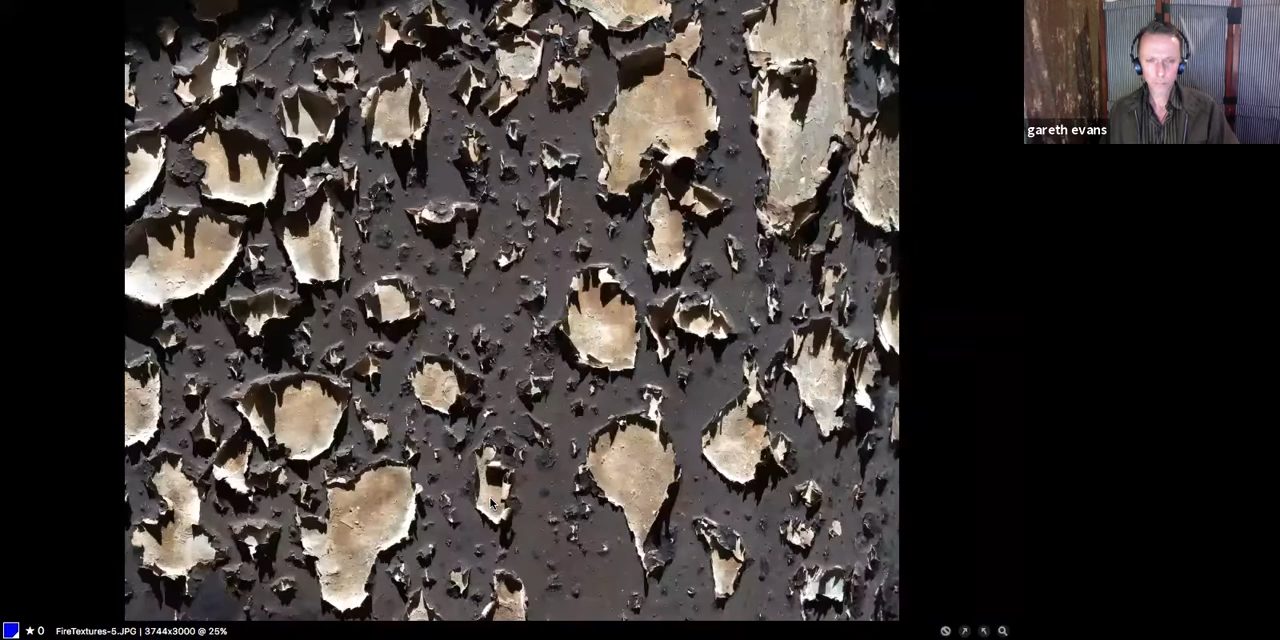 gareth evans
★ 0 FireTextures-5.JPG | 3744x3000 @ 25%